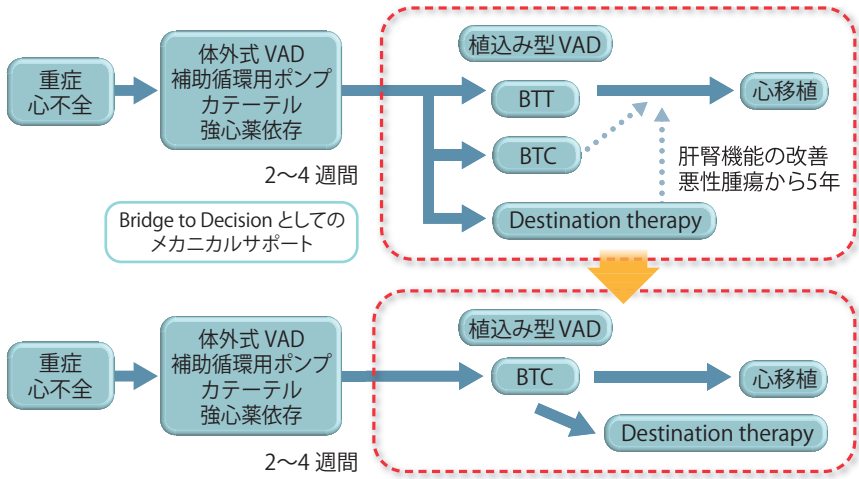 重症
心不全
体外式 VAD
補助循環用ポンプ
カテーテル
強心薬依存
2〜4 週間
Bridge to Decision としての
メカニカルサポート
植込み型 VAD
BTT
心移植
BTC
肝腎機能の改善
悪性腫瘍から5年
Destination therapy
重症
心不全
体外式 VAD
補助循環用ポンプ
カテーテル
強心薬依存
2〜4 週間
植込み型 VAD
BTC
心移植
Destination therapy